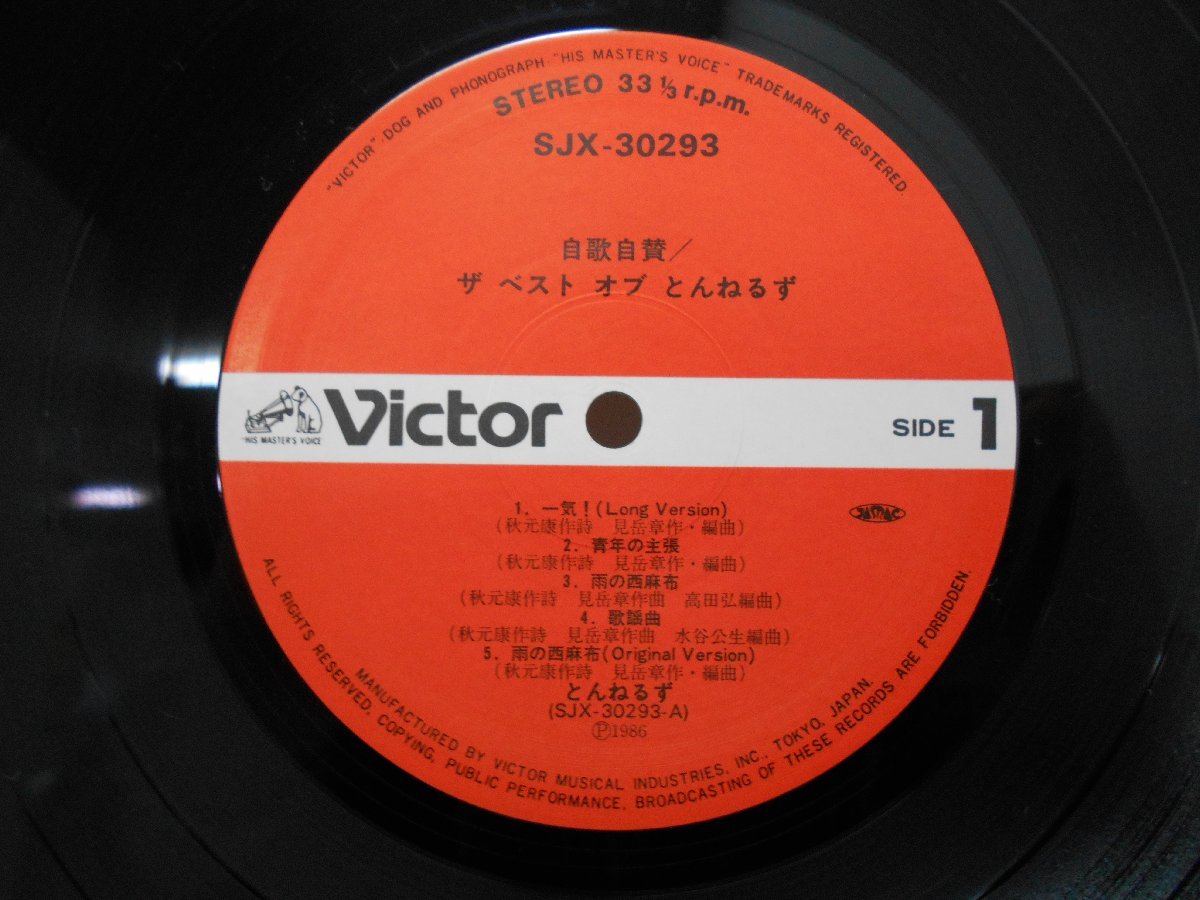 "VICTOR"·DOG AND PHONOGRAPH·"HIS MASTER'S VOICE" TRADEMARKS REGISTERED.
STEREO 33 1/3 r.p.m.
SJX-30293
自歌自賛／
ザ ベスト オブ とんねるず
"HIS MASTER'S VOICE
Victor
SIDE 1
1. 一気！(Long Version)
(秋元康作詩 見岳章作・編曲)
JASRAC
2. 青年の主張
(秋元康作詩 見岳章作・編曲)
3. 雨の西麻布
(秋元康作詩 見岳章作曲 高田弘編曲)
4. 歌謡曲
(秋元康作詩 見岳章作曲 水谷公生編曲)
5. 雨の西麻布(Original Version)
(秋元康作詩 見岳章作・編曲)
とんねるず
(SJX-30293-A)
Ⓟ1986
MANUFACTURED BY VICTOR MUSICAL INDUSTRIES, INC., TOKYO, JAPAN.
ALL RIGHTS RESERVED. COPYING, PUBLIC PERFORMANCE, BROADCASTING OF THESE RECORDS ARE FORBIDDEN.